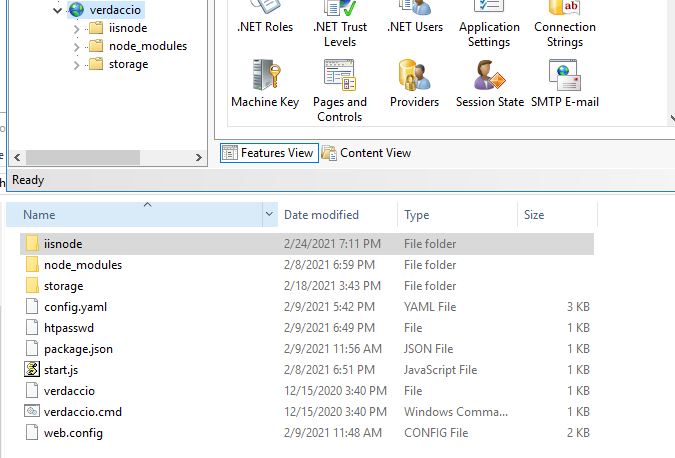 verdaccio
iisnode
node_modules
storage
.NET Roles
.NET Trust
Levels
.NET Users
Application
Settings
Connection
Strings
ab
Machine Key
Pages and
Controls
Providers
Session State
SMTP E-mail
Features View
Content View
Ready
Name Date modified Type Size
iisnode 2/24/2021 7:11 PM File folder
node_modules 2/8/2021 6:59 PM File folder
storage 2/18/2021 3:43 PM File folder
config.yaml 2/9/2021 5:42 PM YAML File 3 KB
htpasswd 2/9/2021 6:49 PM File 1 KB
package.json 2/9/2021 11:56 AM JSON File 1 KB
start.js 2/8/2021 6:51 PM JavaScript File 1 KB
verdaccio 12/15/2020 3:40 PM File 1 KB
verdaccio.cmd 12/15/2020 3:40 PM Windows Comma... 1 KB
web.config 2/9/2021 11:48 AM CONFIG File 2 KB